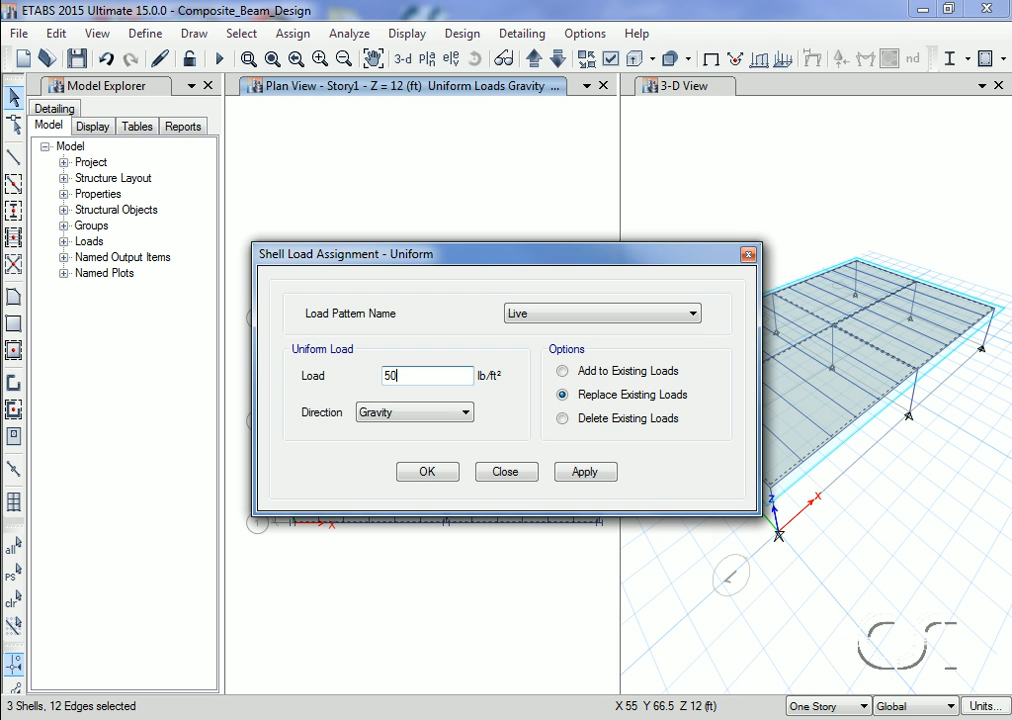 ETABS 2015 Ultimate 15.0.0 - Composite_Beam_Design
File Edit View Define Draw Select Assign Analyze Display Design Detailing Options Help
3-d
nd
Model Explorer
Plan View - Story1 - Z = 12 (ft) Uniform Loads Gravity ...
3-D View
Detailing
Model Display Tables Reports
Model
Project
Structure Layout
Properties
Structural Objects
Groups
Loads
Named Output Items
Named Plots
all
PS
clr
Shell Load Assignment - Uniform
Load Pattern Name
Live
Uniform Load
Load
50
lb/ft²
Direction
Gravity
Options
Add to Existing Loads
Replace Existing Loads
Delete Existing Loads
OK Close Apply
1
X
Z
X
3 Shells, 12 Edges selected
X 55 Y 66.5 Z 12 (ft)
One Story
Global
Units...